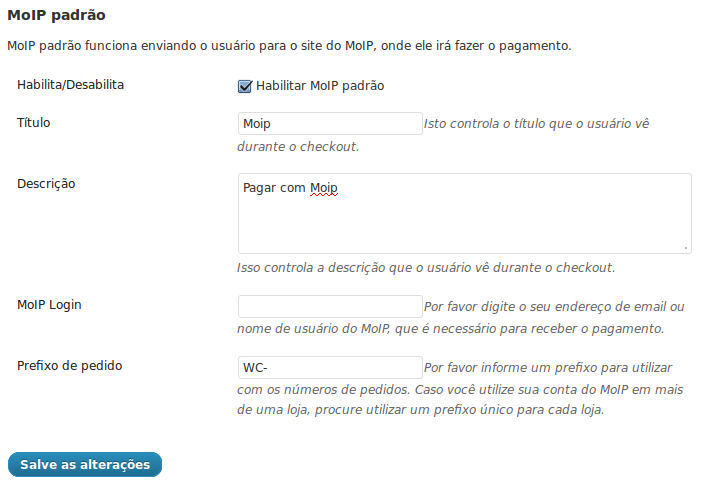 MoIP padrão
MoIP padrão funciona enviando o usuário para o site do MoIP, onde ele irá fazer o pagamento.
Habilita/Desabilita
Habilitar MoIP padrão
Título
Moip
Isto controla o título que o usuário vê
durante o checkout.
Descrição
Pagar com Moip
Isso controla a descrição que o usuário vê durante o checkout.
MoIP Login
Por favor digite o seu endereço de email ou
nome de usuário do MoIP, que é necessário para receber o pagamento.
Prefixo de pedido
WC-
Por favor informe um prefixo para utilizar
com os números de pedidos. Caso você utilize sua conta do MoIP em mais
de uma loja, procure utilizar um prefixo único para cada loja.
Salve as alterações